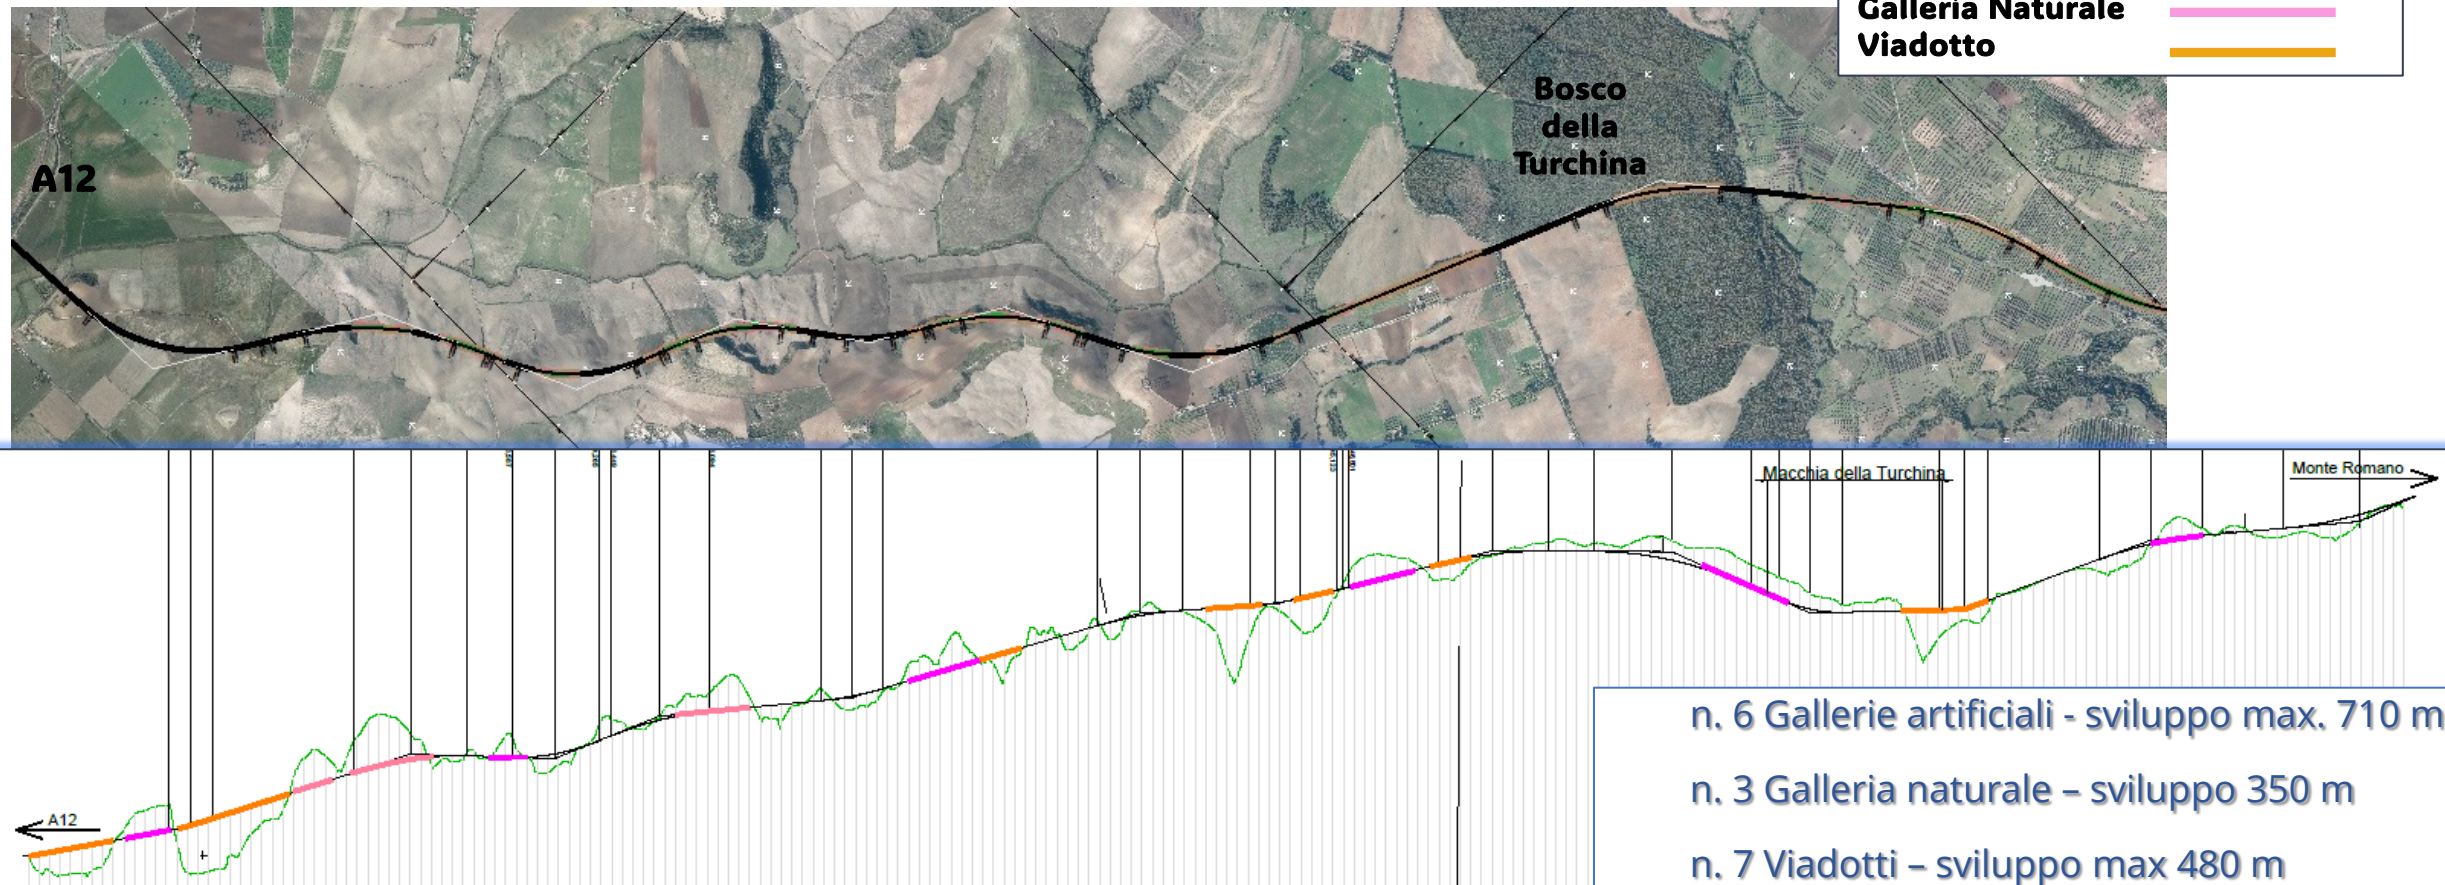 Galleria Naturale
Viadotto
Bosco
della
Turchina
A12
Macchia della Turchina
Monte Romano
A12
n. 6 Gallerie artificiali - sviluppo max. 710 m
n. 3 Galleria naturale – sviluppo 350 m
n. 7 Viadotti – sviluppo max 480 m